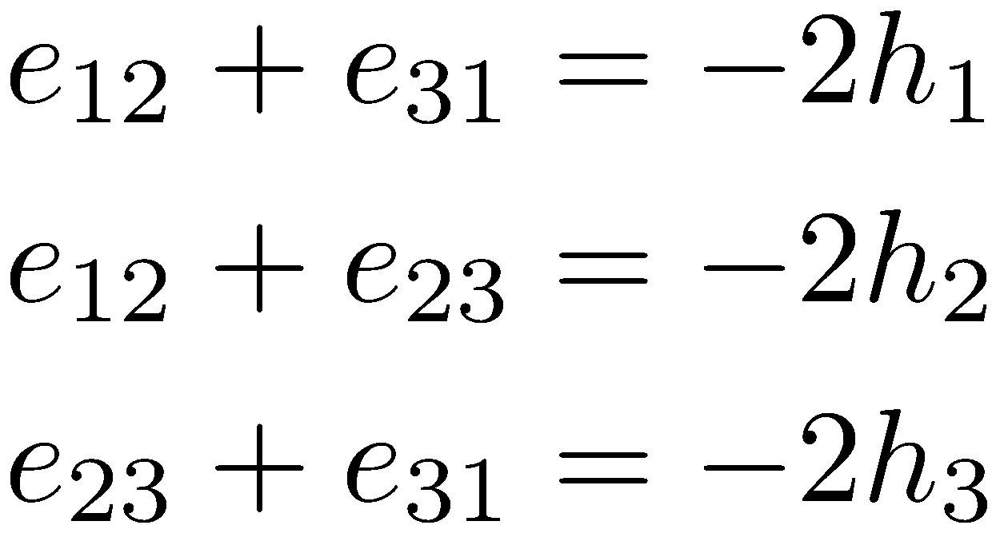 e₁₂ + e₃₁ = −2h₁
e₁₂ + e₂₃ = −2h₂
e₂₃ + e₃₁ = −2h₃